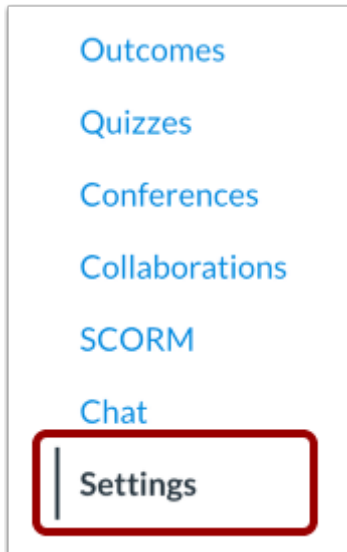 Outcomes
Quizzes
Conferences
Collaborations
SCORM
Chat
Settings